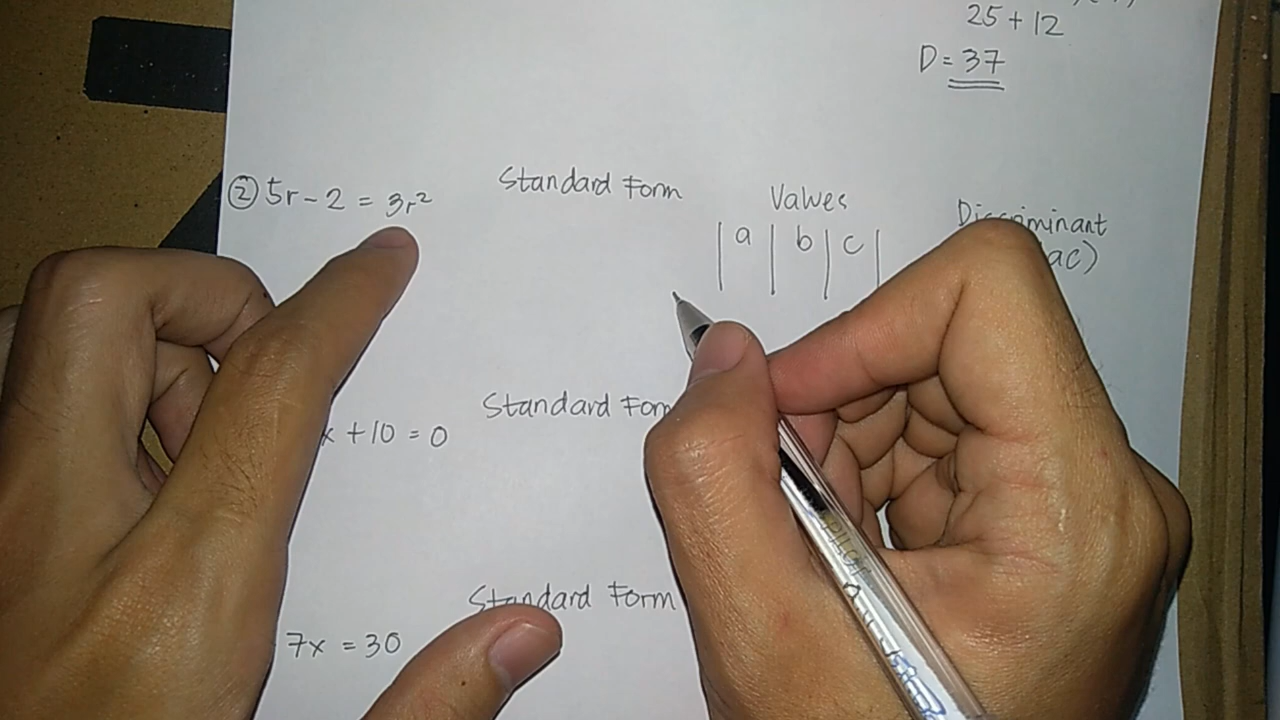 25 + 12
D = 37
② 5r - 2 = 3r²
Standard Form
Values
Discriminant
a b c
ac)
Standard Form
x + 10 = 0
Standard Form
7x = 30
PILOT